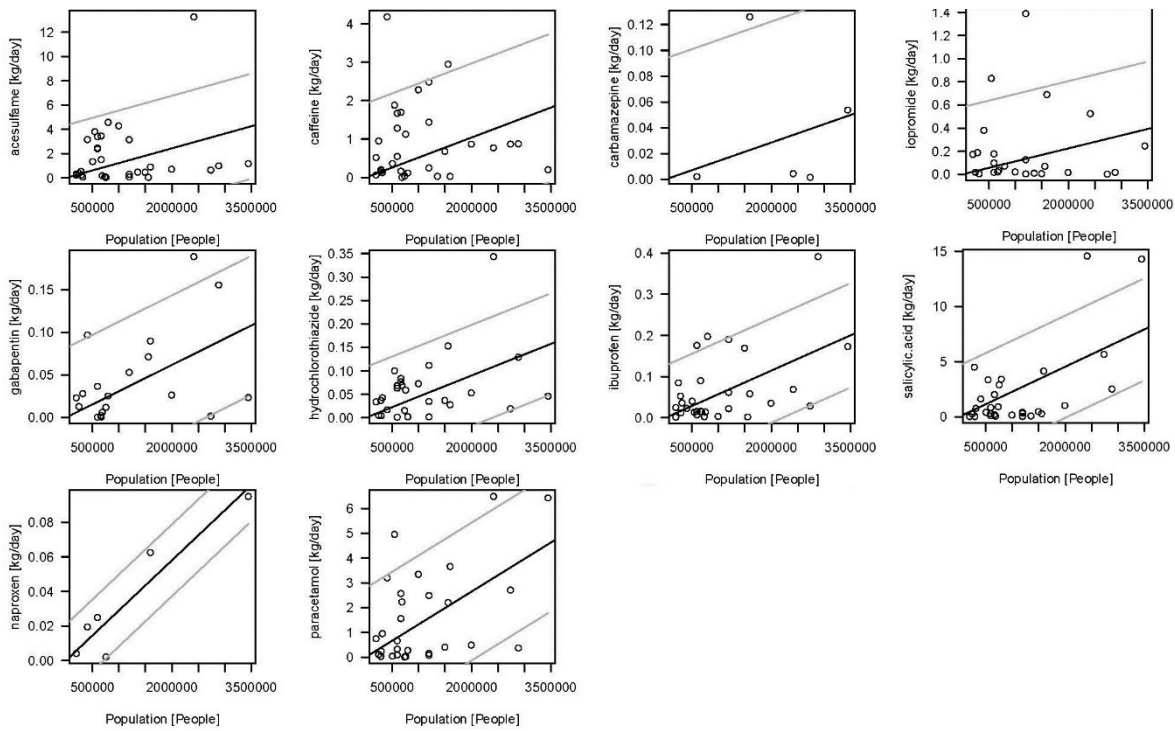 acesulfame [kg/day]
12
10
8
6
4
2
0
500000 2000000 3500000
Population [People]
caffeine [kg/day]
4
3
2
1
0
500000 2000000 3500000
Population [People]
carbamazepine [kg/day]
0.12
0.10
0.08
0.06
0.04
0.02
0.00
500000 2000000 3500000
Population [People]
iopromide [kg/day]
1.4
1.2
1.0
0.8
0.6
0.4
0.2
0.0
500000 2000000 3500000
Population [People]
gabapentin [kg/day]
0.15
0.10
0.05
0.00
500000 2000000 3500000
Population [People]
hydrochlorothiazide [kg/day]
0.35
0.30
0.25
0.20
0.15
0.10
0.05
0.00
500000 2000000 3500000
Population [People]
ibuprofen [kg/day]
0.4
0.3
0.2
0.1
0.0
500000 2000000 3500000
Population [People]
salicylic.acid [kg/day]
15
10
5
0
500000 2000000 3500000
Population [People]
naproxen [kg/day]
0.08
0.06
0.04
0.02
0.00
500000 2000000 3500000
Population [People]
paracetamol [kg/day]
6
5
4
3
2
1
0
500000 2000000 3500000
Population [People]